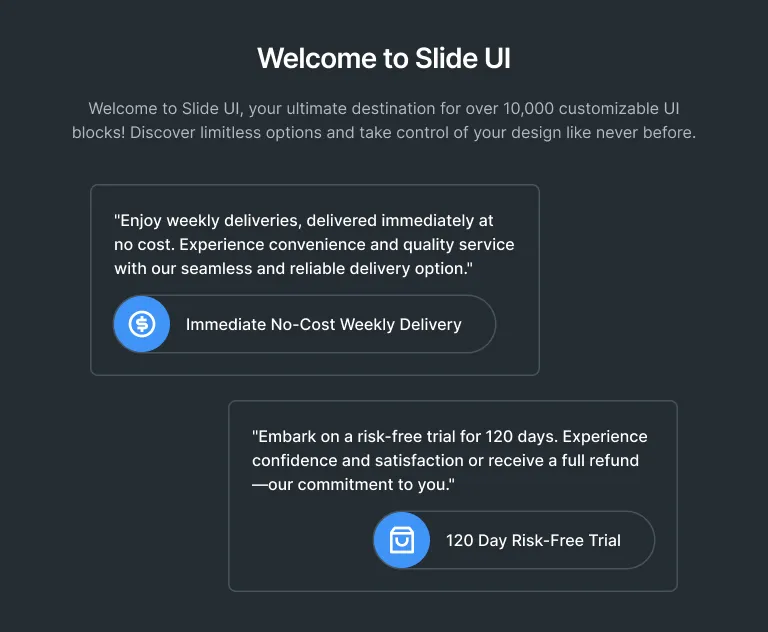 Welcome to Slide UI
Welcome to Slide UI, your ultimate destination for over 10,000 customizable UI
blocks! Discover limitless options and take control of your design like never before.
"Enjoy weekly deliveries, delivered immediately at
no cost. Experience convenience and quality service
with our seamless and reliable delivery option."
Immediate No-Cost Weekly Delivery
"Embark on a risk-free trial for 120 days. Experience
confidence and satisfaction or receive a full refund
—our commitment to you."
120 Day Risk-Free Trial